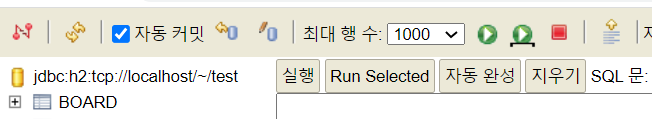 자동 커밋 최대 행 수: 1000
jdbc:h2:tcp://localhost/~/test 실행 Run Selected 자동 완성 지우기 SQL 문:
BOARD